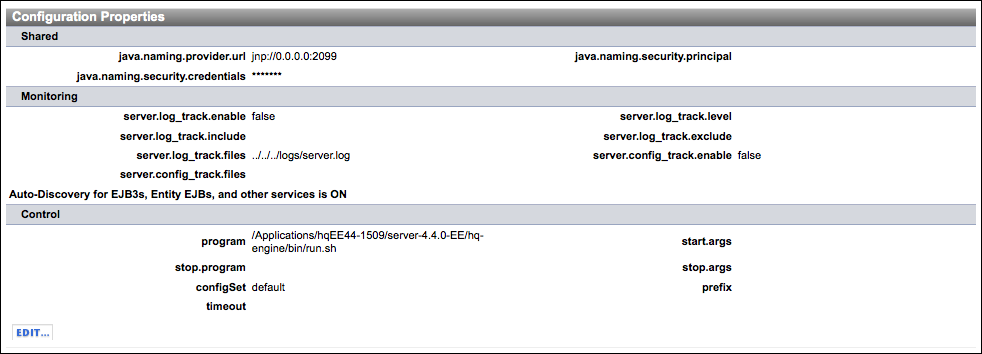 Configuration Properties
Shared
java.naming.provider.url jnp://0.0.0.0:2099 java.naming.security.principal
java.naming.security.credentials *******
Monitoring
server.log_track.enable false server.log_track.level
server.log_track.include server.log_track.exclude
server.log_track.files ../../../logs/server.log server.config_track.enable false
server.config_track.files
Auto-Discovery for EJB3s, Entity EJBs, and other services is ON
Control
program /Applications/hqEE44-1509/server-4.4.0-EE/hq- start.args
engine/bin/run.sh
stop.program stop.args
configSet default prefix
timeout
EDIT...